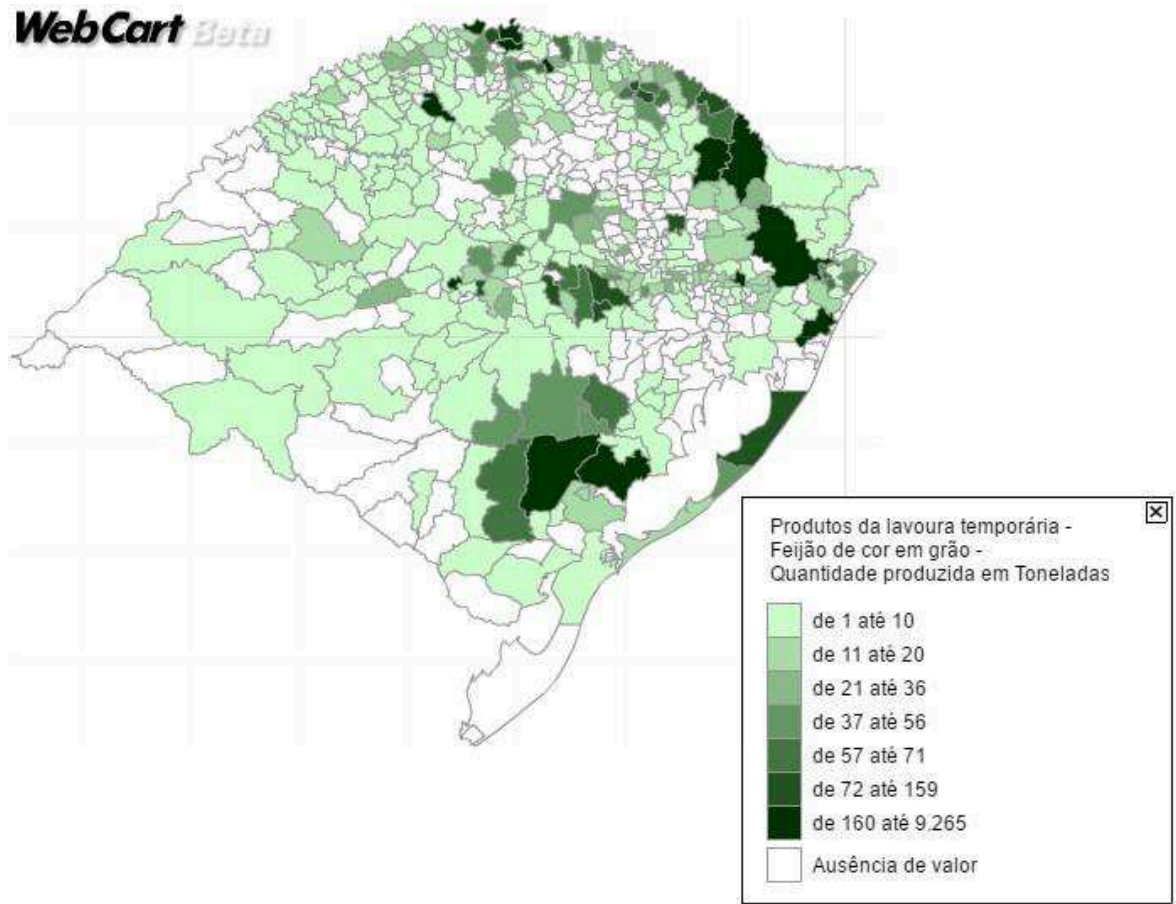 WebCart Beta
Produtos da lavoura temporária -
Feijão de cor em grão -
Quantidade produzida em Toneladas
de 1 até 10
de 11 até 20
de 21 até 36
de 37 até 56
de 57 até 71
de 72 até 159
de 160 até 9.265
Ausência de valor